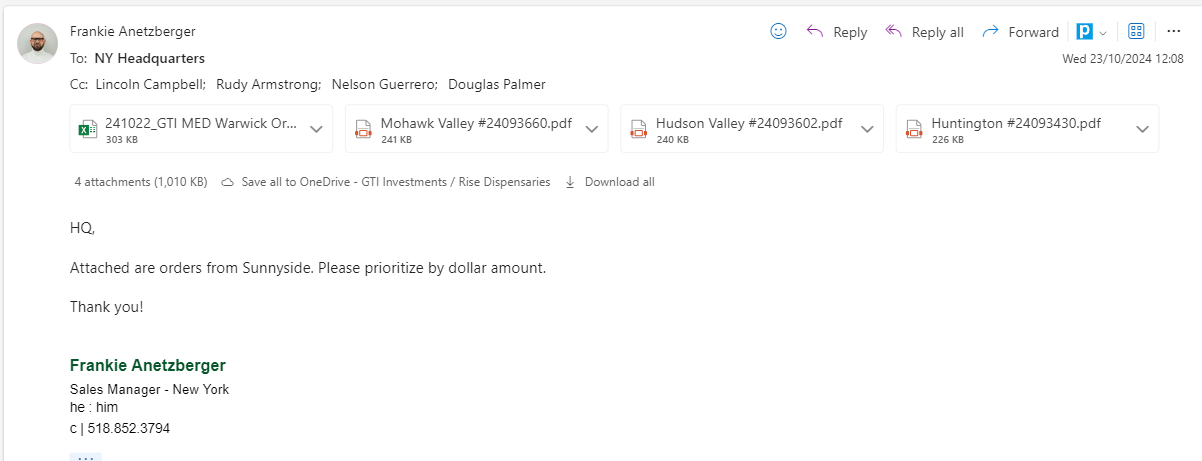 Frankie Anetzberger
Reply Reply all Forward
To: NY Headquarters
Wed 23/10/2024 12:08
Cc: Lincoln Campbell; Rudy Armstrong; Nelson Guerrero; Douglas Palmer
241022_GTI MED Warwick Or... Mohawk Valley #24093660.pdf Hudson Valley #24093602.pdf Huntington #24093430.pdf
303 KB 241 KB 240 KB 226 KB
4 attachments (1,010 KB) Save all to OneDrive - GTI Investments / Rise Dispensaries Download all
HQ,
Attached are orders from Sunnyside. Please prioritize by dollar amount.
Thank you!
Frankie Anetzberger
Sales Manager - New York
he : him
c | 518.852.3794